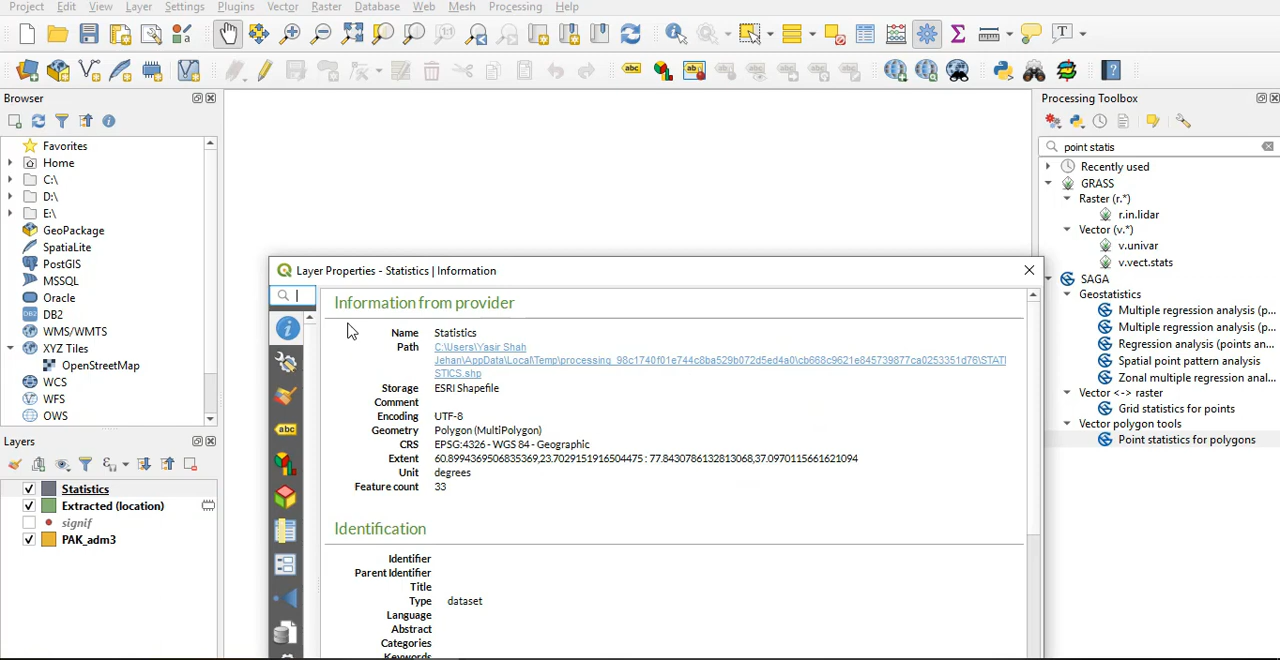 Project Edit View Layer Settings Plugins Vector Raster Database Web Mesh Processing Help
Browser
Favorites
Home
C:\
D:\
E:\
GeoPackage
SpatiaLite
PostGIS
MSSQL
Oracle
DB2
WMS/WMTS
XYZ Tiles
OpenStreetMap
WCS
WFS
OWS
Layers
Statistics
Extracted (location)
signif
PAK_adm3
Layer Properties - Statistics | Information
Information from provider
Name Statistics
Path C:\Users\Yasir Shah
Jehan\AppData\Local\Temp\processing_98c1740f01e744c8ba529b072d5ed4a0\cb668c9621e845739877ca0253351d76\STATI
STICS.shp
Storage ESRI Shapefile
Comment
Encoding UTF-8
Geometry Polygon (MultiPolygon)
CRS EPSG:4326 - WGS 84 - Geographic
Extent 60.8994369506835369,23.7029151916504475 : 77.8430786132813068,37.0970115661621094
Unit degrees
Feature count 33
Identification
Identifier
Parent Identifier
Title
Type dataset
Language
Abstract
Categories
Keywords
Processing Toolbox
point statis
Recently used
GRASS
Raster (r.*)
r.in.lidar
Vector (v.*)
v.univar
v.vect.stats
SAGA
Geostatistics
Multiple regression analysis (p...
Multiple regression analysis (p...
Regression analysis (points an...
Spatial point pattern analysis
Zonal multiple regression anal...
Vector <-> raster
Grid statistics for points
Vector polygon tools
Point statistics for polygons